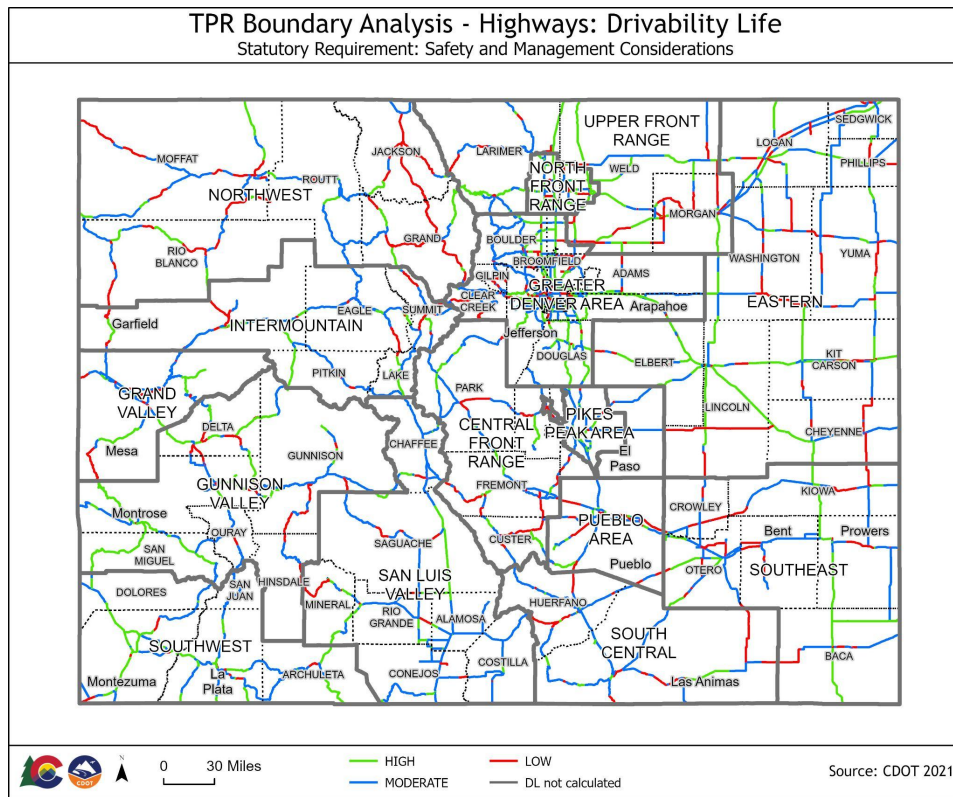 TPR Boundary Analysis - Highways: Drivability Life
Statutory Requirement: Safety and Management Considerations
UPPER FRONT
RANGE
SEDGWICK
LOGAN
JACKSON
LARIMER
MOFFAT
PHILLIPS
NORTH
FRONT
RANGE
WELD
ROUTT
NORTHWEST
MORGAN
GRAND
BOULDER
RIO
BLANCO
BROOMFIELD
WASHINGTON
YUMA
GILPIN
ADAMS
GREATER
DENVER AREA
CLEAR
CREEK
EASTERN
Garfield
EAGLE
SUMMIT
Arapahoe
INTERMOUNTAIN
Jefferson
DOUGLAS
ELBERT
KIT
CARSON
PITKIN
LAKE
PARK
GRAND
VALLEY
LINCOLN
PIKES
PEAK AREA
DELTA
CENTRAL
FRONT
RANGE
CHEYENNE
CHAFFEE
Mesa
GUNNISON
El
Paso
GUNNISON
VALLEY
FREMONT
KIOWA
CROWLEY
Montrose
PUEBLO
AREA
Bent
Prowers
OURAY
SAGUACHE
CUSTER
SAN
MIGUEL
Pueblo
OTERO
SOUTHEAST
SAN LUIS
VALLEY
DOLORES
SAN
JUAN
HINSDALE
MINERAL
RIO
GRANDE
HUERFANO
ALAMOSA
SOUTH
CENTRAL
SOUTHWEST
COSTILLA
BACA
Montezuma
La
Plata
ARCHULETA
CONEJOS
Las Animas
CDOT
N
0 30 Miles
HIGH
LOW
MODERATE
DL not calculated
Source: CDOT 2021